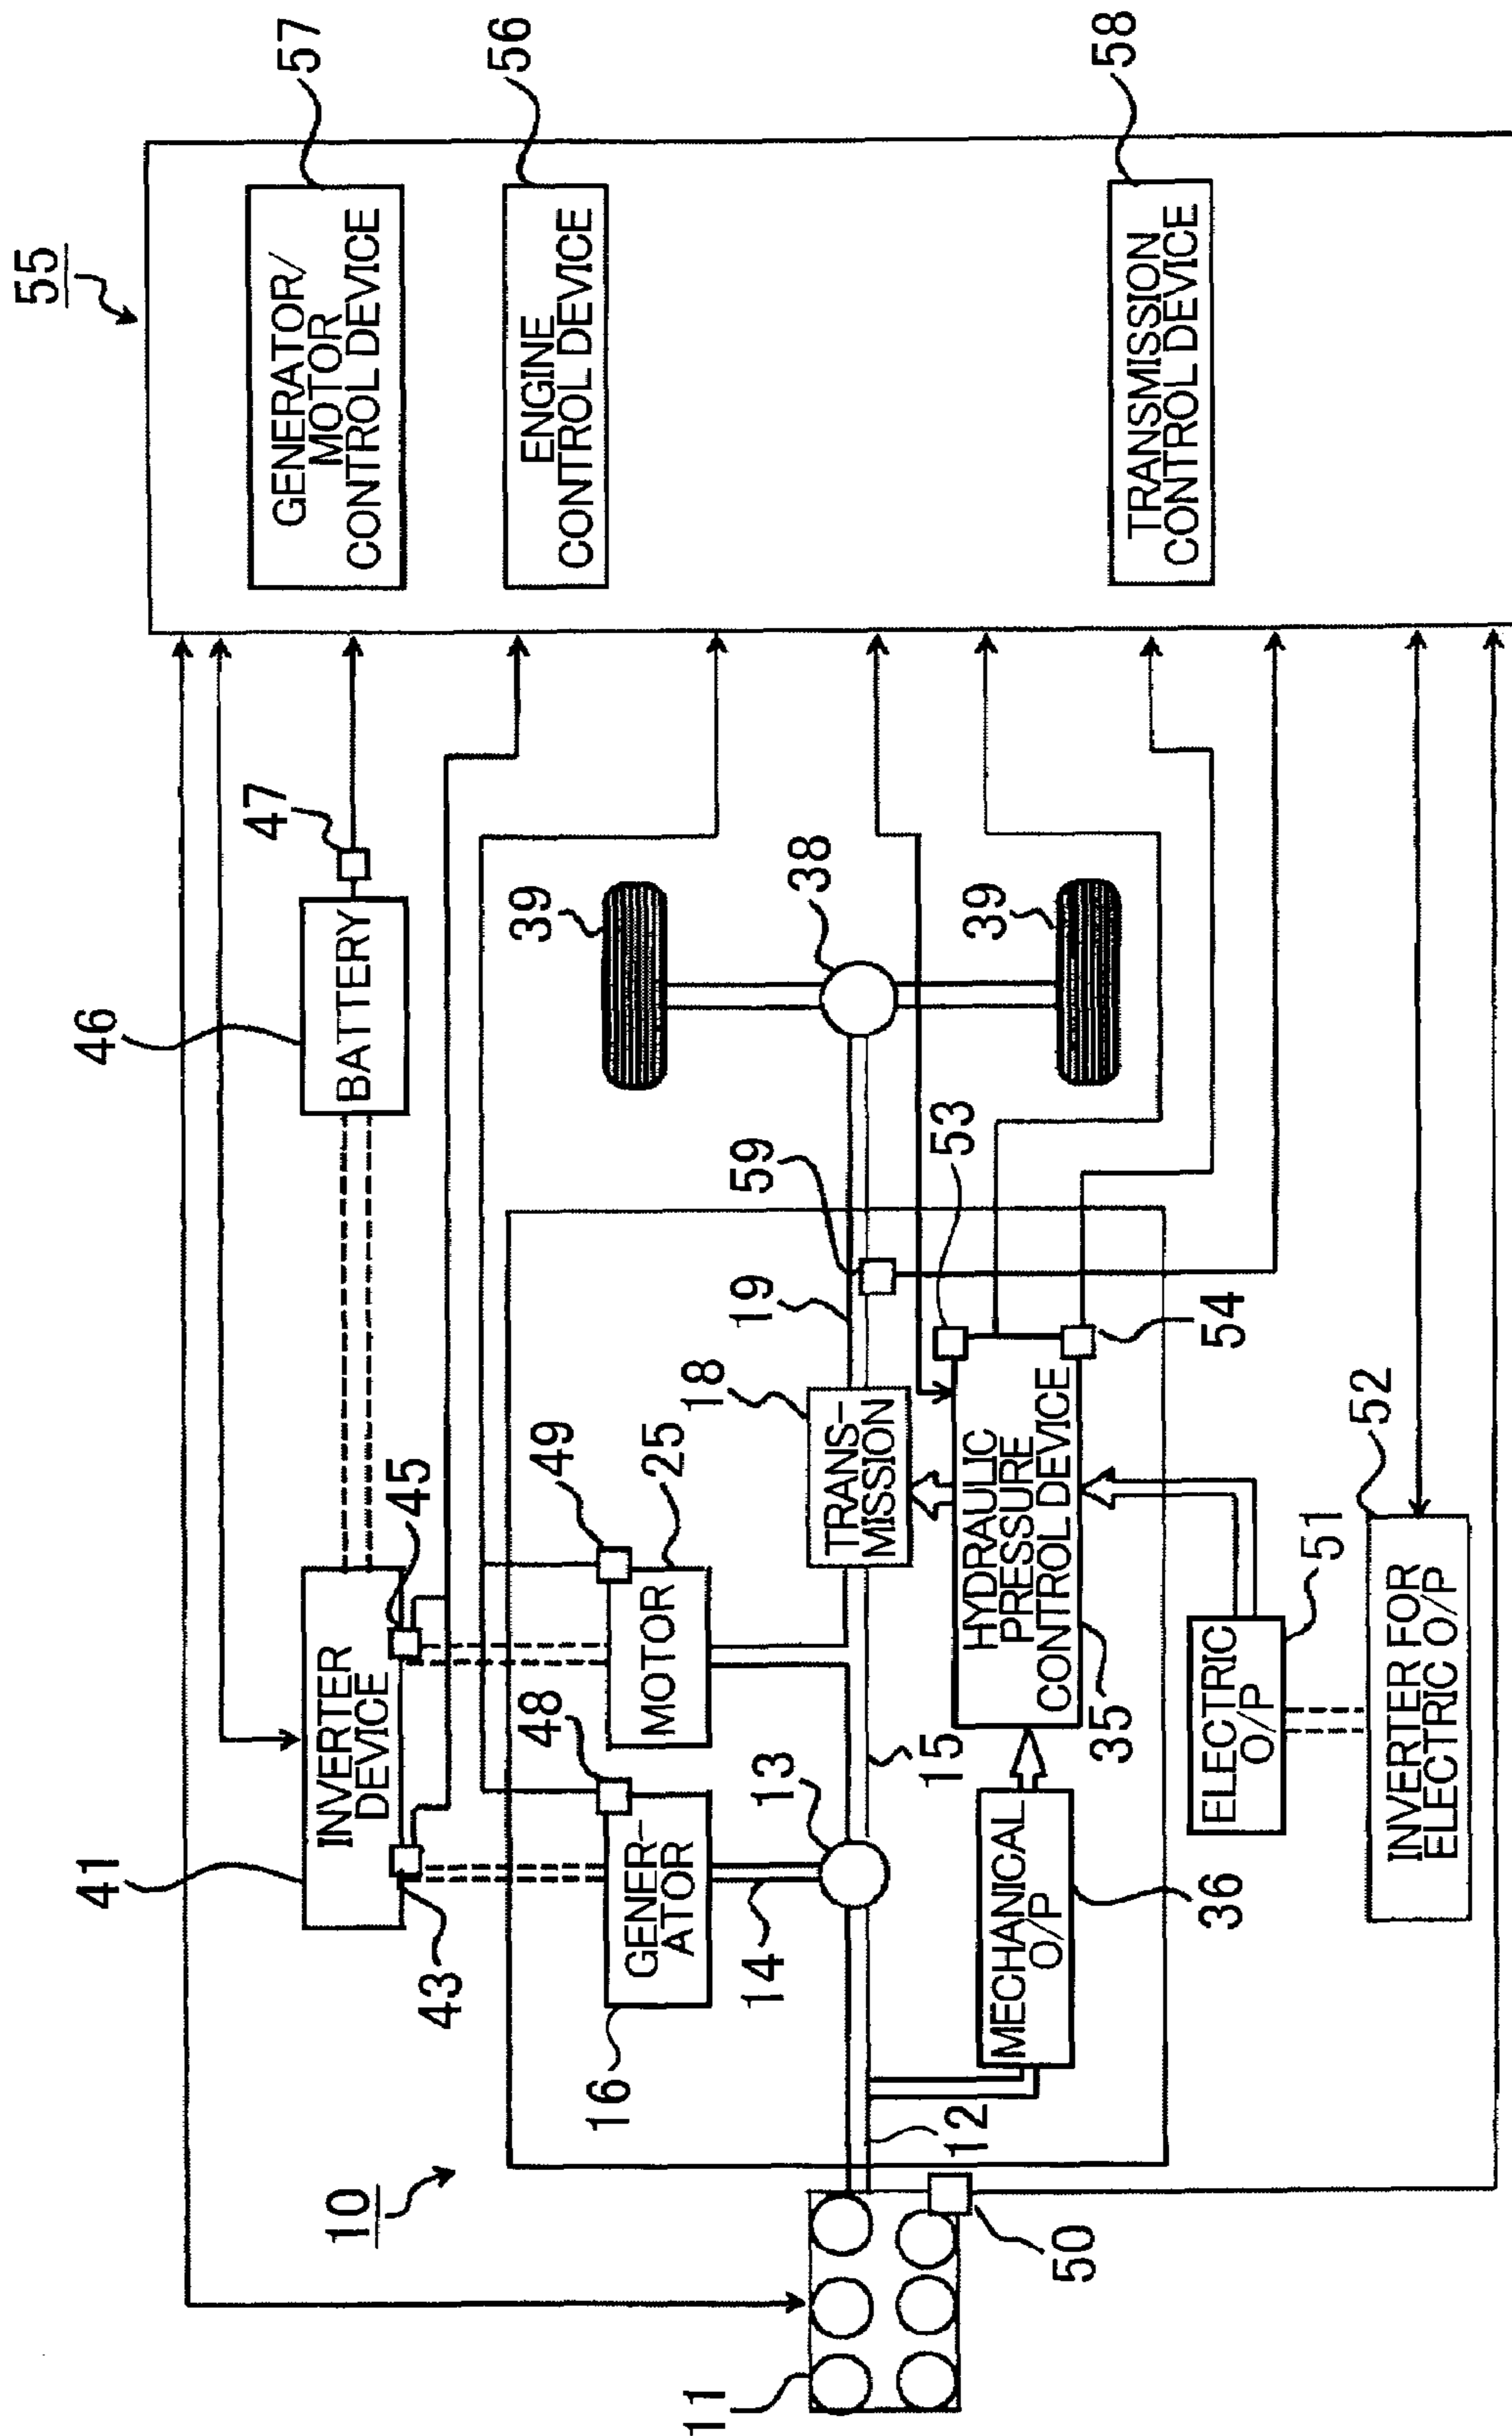 55
57
GENERATOR/
MOTOR
CONTROL DEVICE
56
ENGINE
CONTROL DEVICE
58
TRANSMISSION
CONTROL DEVICE
47
46
BATTERY
39
38
39
59
53
19
54
18
TRANS-
MISSION
45
49
25
MOTOR
HYDRAULIC
PRESSURE
CONTROL DEVICE
35
52
51
ELECTRIC
O/P
INVERTER FOR
ELECTRIC O/P
41
INVERTER
DEVICE
43
48
GENER-
ATOR
16
14
13
15
MECHANICAL
O/P
36
12
10
50
11